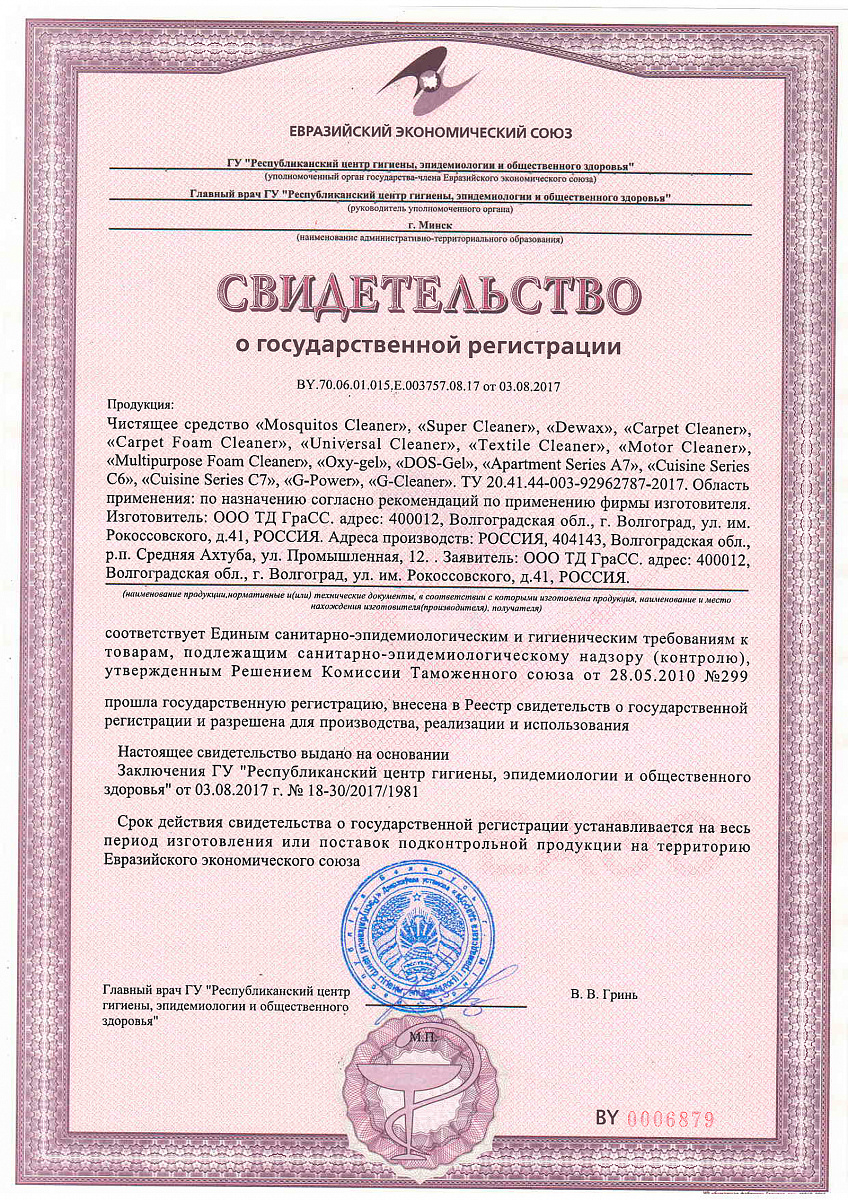 ЕВРАЗИЙСКИЙ ЭКОНОМИЧЕСКИЙ СОЮЗ
ГУ "Республиканский центр гигиены, эпидемиологии и общественного здоровья"
(уполномоченный орган государства-члена Евразийского экономического союза)
Главный врач ГУ "Республиканский центр гигиены, эпидемиологии и общественного здоровья"
(руководитель уполномоченного органа)
г. Минск
(наименование административно-территориального образования)
СВИДЕТЕЛЬСТВО
о государственной регистрации
BY.70.06.01.015.E.003757.08.17 от 03.08.2017
Продукция:
Чистящее средство «Mosquitos Cleaner», «Super Cleaner», «Dewax», «Carpet Cleaner»,
«Carpet Foam Cleaner», «Universal Cleaner», «Textile Cleaner», «Motor Cleaner»,
«Multipurpose Foam Cleaner», «Oxy-gel», «DOS-Gel», «Apartment Series A7», «Cuisine Series
C6», «Cuisine Series C7», «G-Power», «G-Cleaner». ТУ 20.41.44-003-92962787-2017. Область
применения: по назначению согласно рекомендаций по применению фирмы изготовителя.
Изготовитель: ООО ТД ГраСС. адрес: 400012, Волгоградская обл., г. Волгоград, ул. им.
Рокоссовского, д.41, РОССИЯ. Адреса производств: РОССИЯ, 404143, Волгоградская обл.,
р.п. Средняя Ахтуба, ул. Промышленная, 12. . Заявитель: ООО ТД ГраСС. адрес: 400012,
Волгоградская обл., г. Волгоград, ул. им. Рокоссовского, д.41, РОССИЯ.
(наименование продукции,нормативные и(или) технические документы, в соответствии с которыми изготовлена продукция, наименование и место
нахождения изготовителя(производителя), получателя)
соответствует Единым санитарно-эпидемиологическим и гигиеническим требованиям к
товарам, подлежащим санитарно-эпидемиологическому надзору (контролю),
утвержденным Решением Комиссии Таможенного союза от 28.05.2010 №299
прошла государственную регистрацию, внесена в Реестр свидетельств о государственной
регистрации и разрешена для производства, реализации и использования
Настоящее свидетельство выдано на основании
Заключения ГУ "Республиканский центр гигиены, эпидемиологии и общественного
здоровья" от 03.08.2017 г. № 18-30/2017/1981
Срок действия свидетельства о государственной регистрации устанавливается на весь
период изготовления или поставок подконтрольной продукции на территорию
Евразийского экономического союза
Главный врач ГУ "Республиканский центр
гигиены, эпидемиологии и общественного
здоровья"
В. В. Гринь
М.П.
BY 0006879